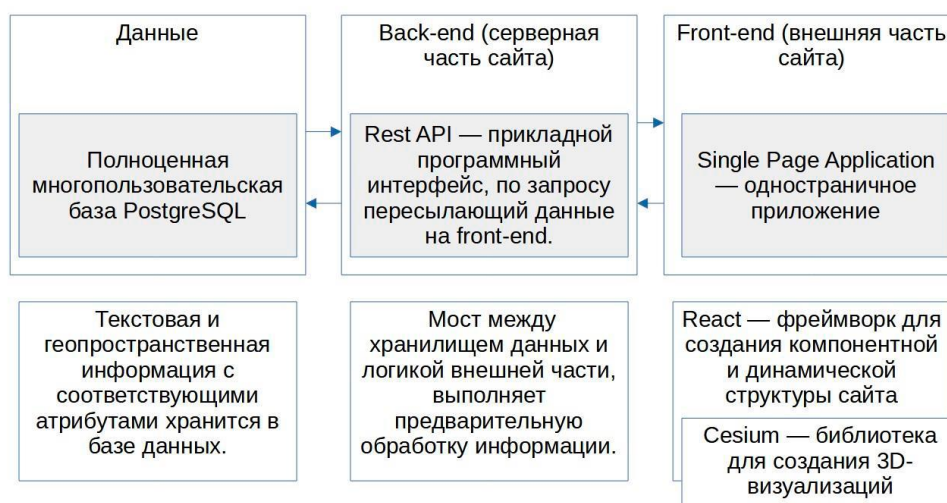 Данные
Полноценная
многопользовательская
база PostgreSQL
Back-end (серверная
часть сайта)
Rest API — прикладной
программный
интерфейс, по запросу
пересылающий данные
на front-end.
Front-end (внешняя часть
сайта)
Single Page Application
— одностраничное
приложение
Текстовая и
геопространственная
информация с
соответствующими
атрибутами хранится в
базе данных.
Мост между
хранилищем данных и
логикой внешней части,
выполняет
предварительную
обработку информации.
React — фреймворк для
создания компонентной
и динамической
структуры сайта
Cesium — библиотека
для создания 3D-
визуализаций